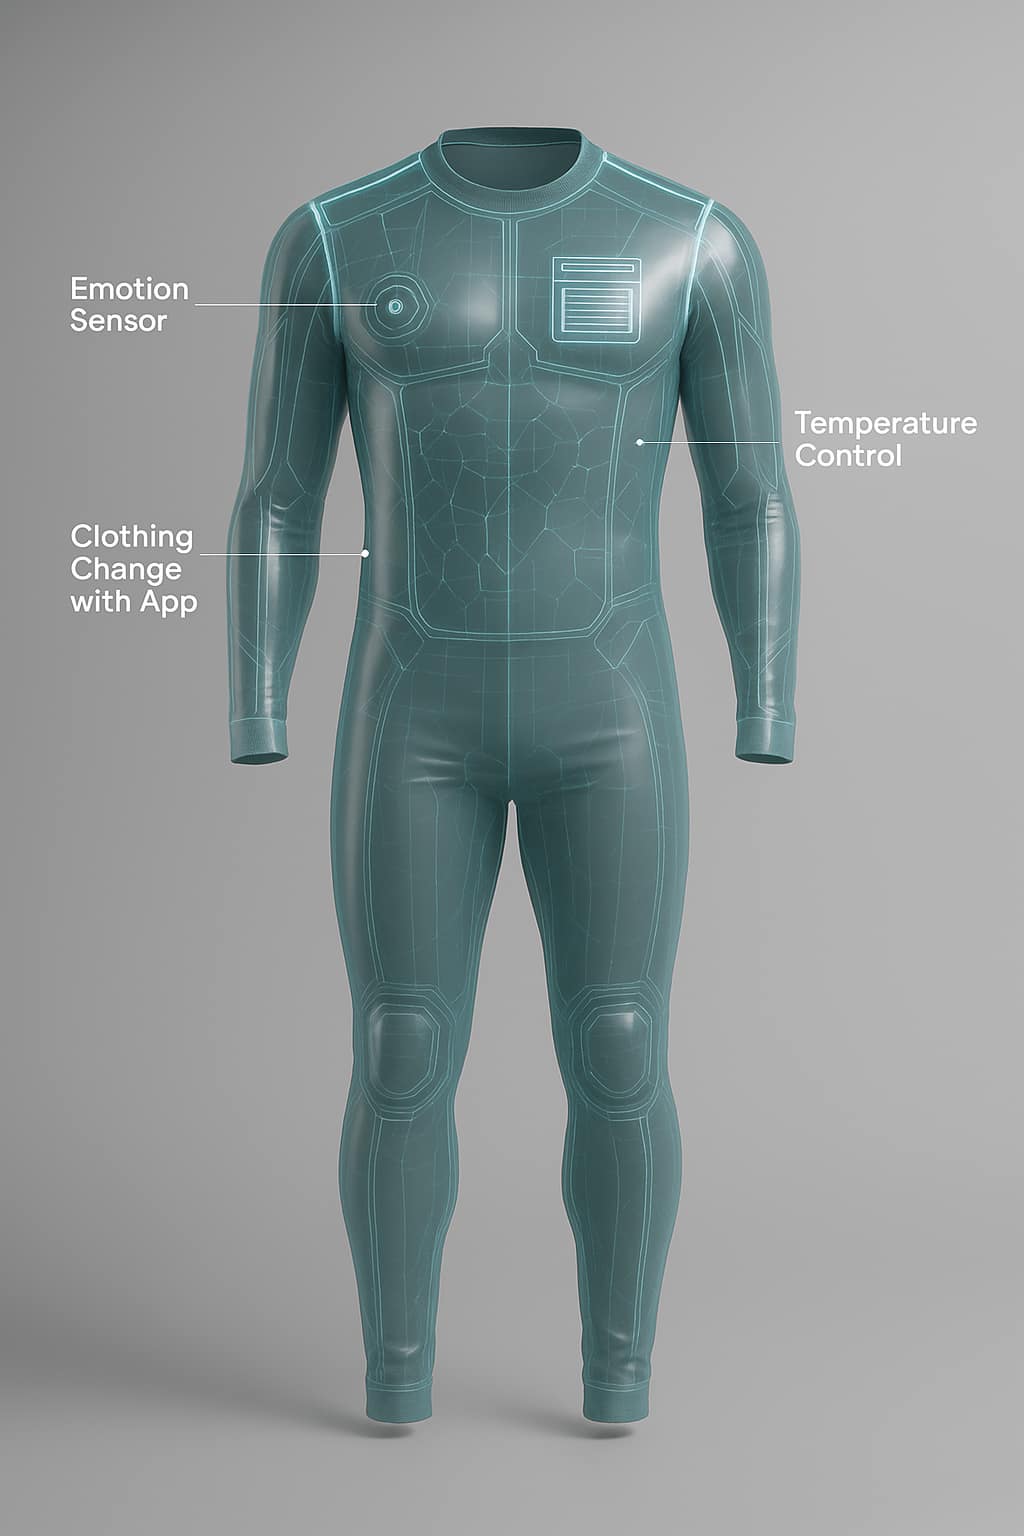 Emotion
Sensor
Temperature
Control
Clothing
Change
with App